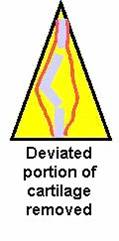 Deviated
portion of
cartilage
removed